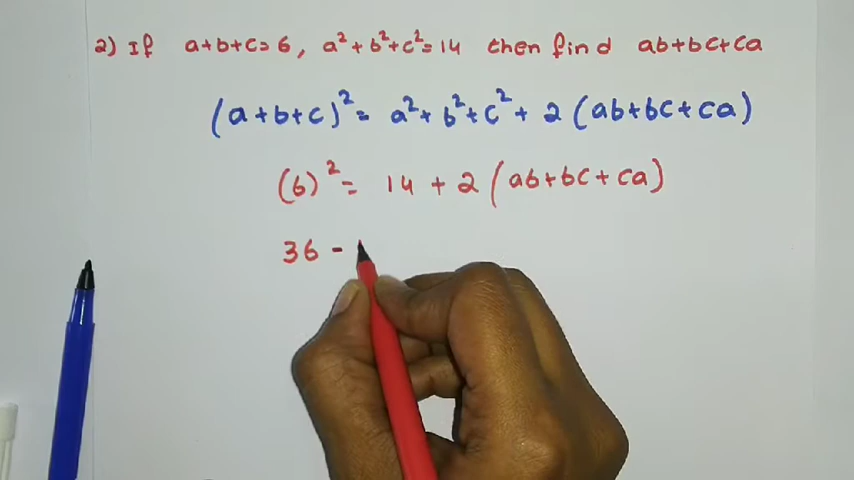 2) If a+b+c=6, a²+b²+c²=14 then find ab+bc+ca
(a+b+c)²= a²+b²+c²+2(ab+bc+ca)
(6)²= 14+2(ab+bc+ca)
36 -